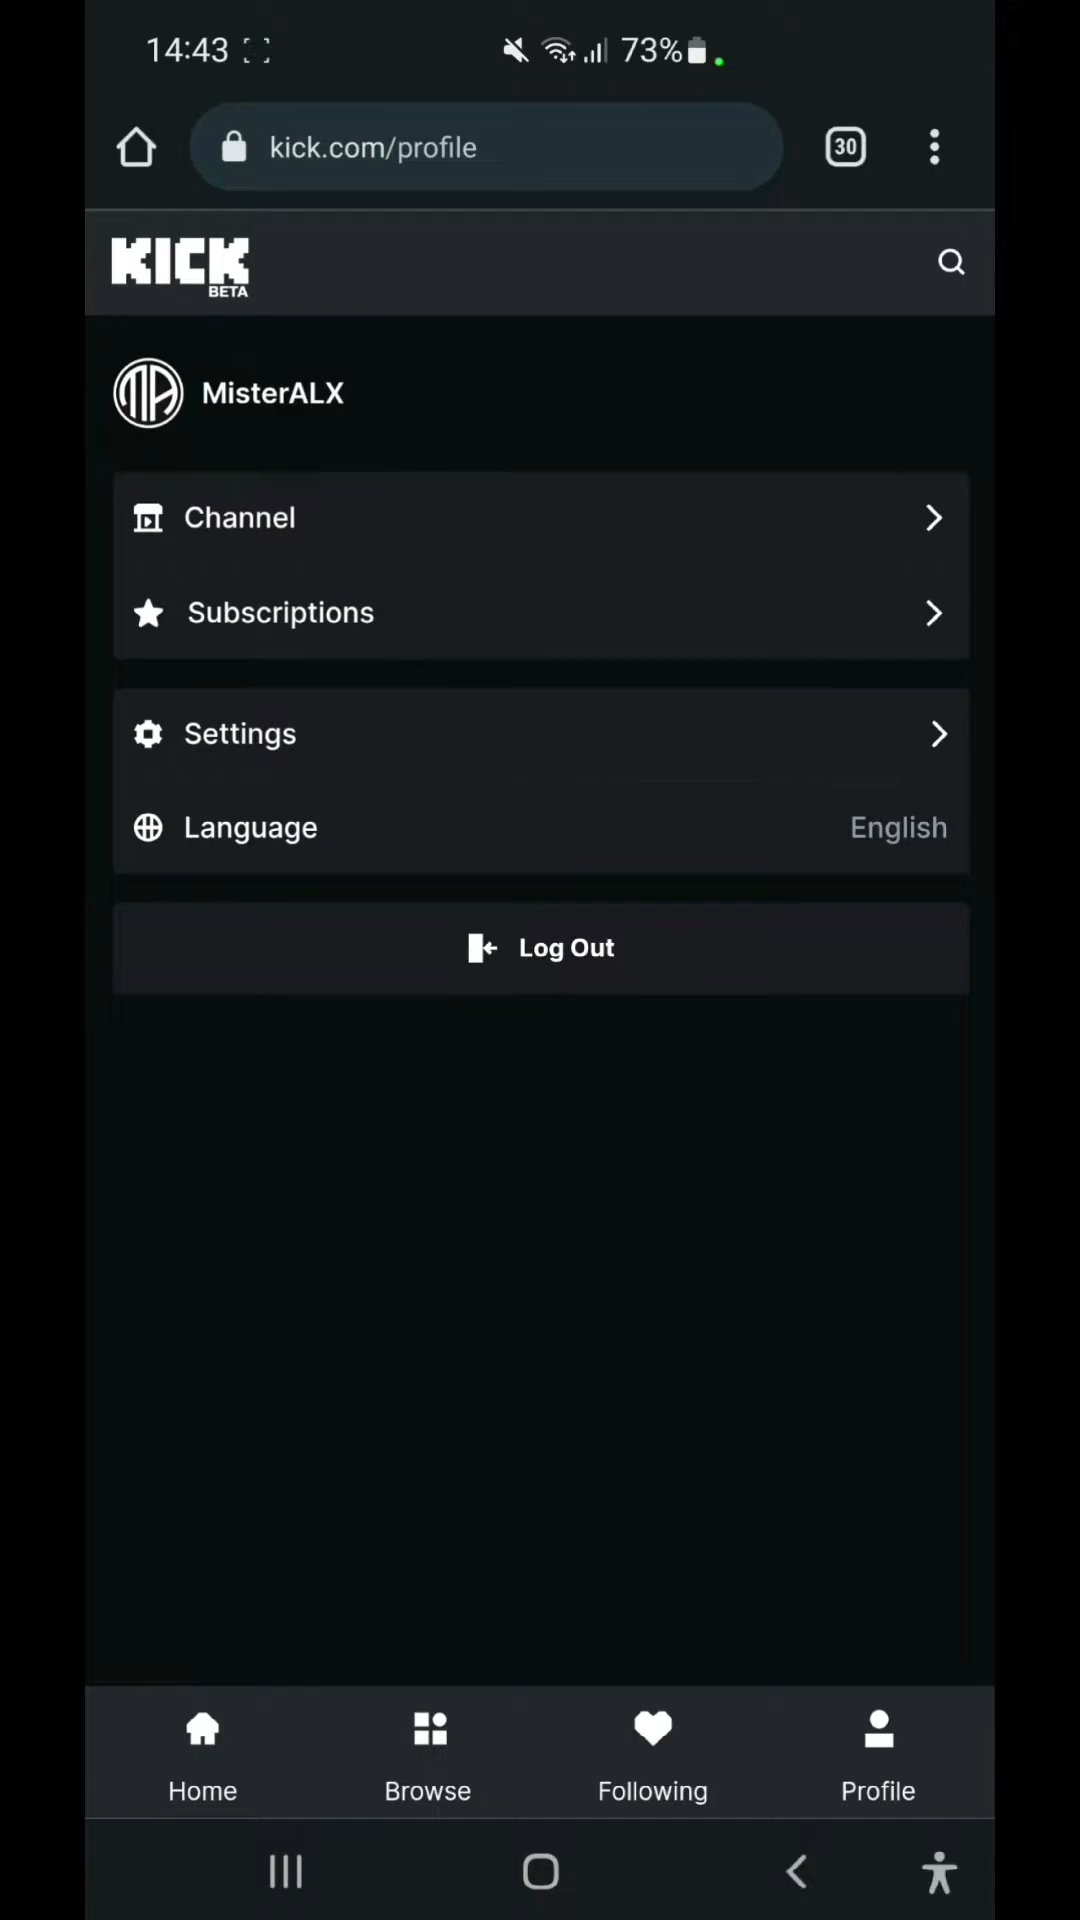 14:43
73%
kick.com/profile
30
KICK
BETA
MisterALX
Channel
Subscriptions
Settings
Language
English
Log Out
Home
Browse
Following
Profile